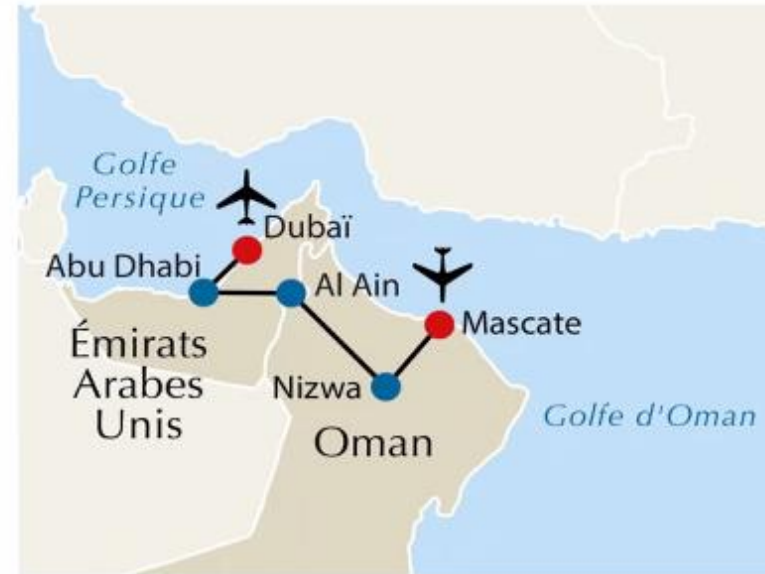 Golfe
Persique
Dubaï
Abu Dhabi
Al Ain
Mascate
Émirats
Arabes
Unis
Nizwa
Oman
Golfe d'Oman